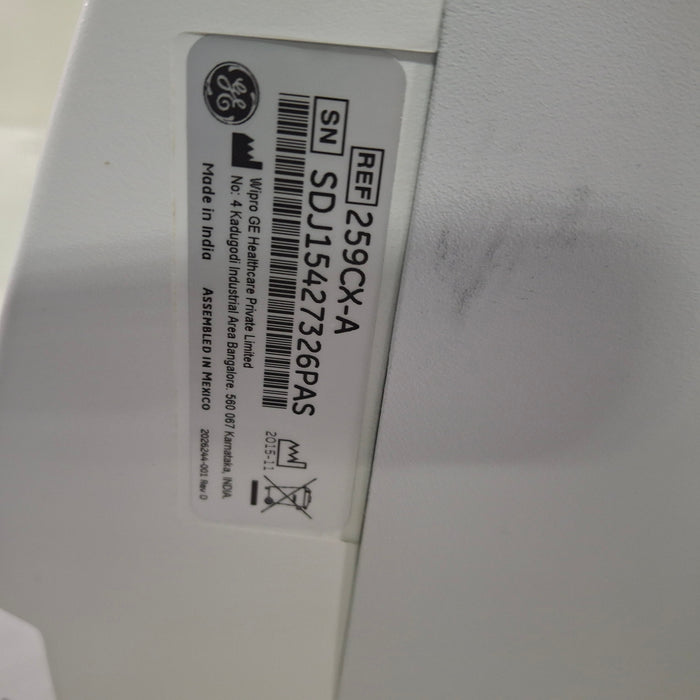 REF 259CX-A
SN SDJ15427326PAS
2015-11
GE
Wipro GE Healthcare Private Limited
No: 4 Kadugodi Industrial Area Bangalore, 560 067 Karnataka, INDIA
Made in India ASSEMBLED IN MEXICO 2026244-001 Rev D